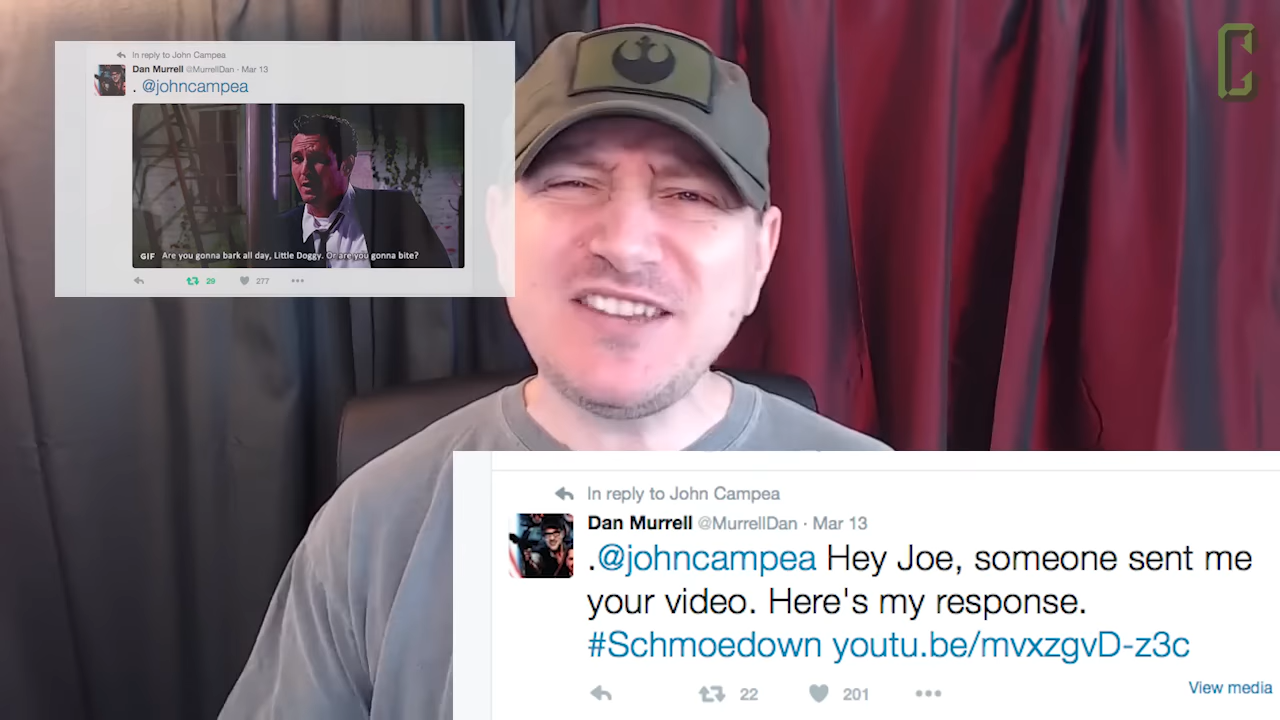 In reply to John Campea
Dan Murrell @MurrellDan · Mar 13
. @johncampea
GIF Are you gonna bark all day, Little Doggy. Or are you gonna bite?
29 277 •••
In reply to John Campea
Dan Murrell @MurrellDan · Mar 13
.@johncampea Hey Joe, someone sent me
your video. Here's my response.
#Schmoedown youtu.be/mvxzgvD-z3c
22 201 •••
View media